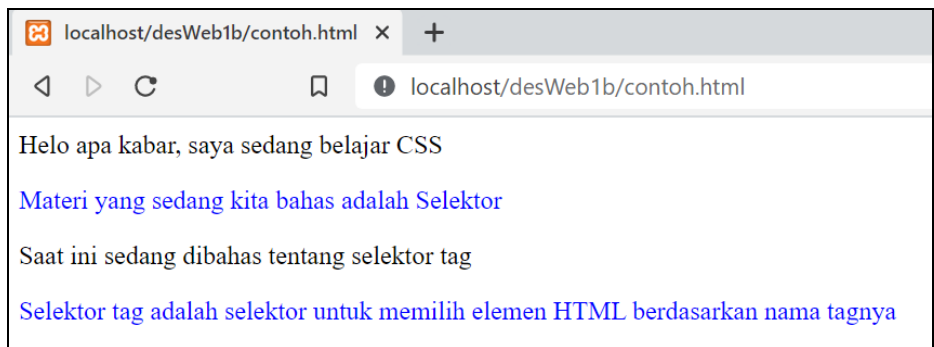 localhost/desWeb1b/contoh.html
localhost/desWeb1b/contoh.html
Helo apa kabar, saya sedang belajar CSS
Materi yang sedang kita bahas adalah Selektor
Saat ini sedang dibahas tentang selektor tag
Selektor tag adalah selektor untuk memilih elemen HTML berdasarkan nama tagnya